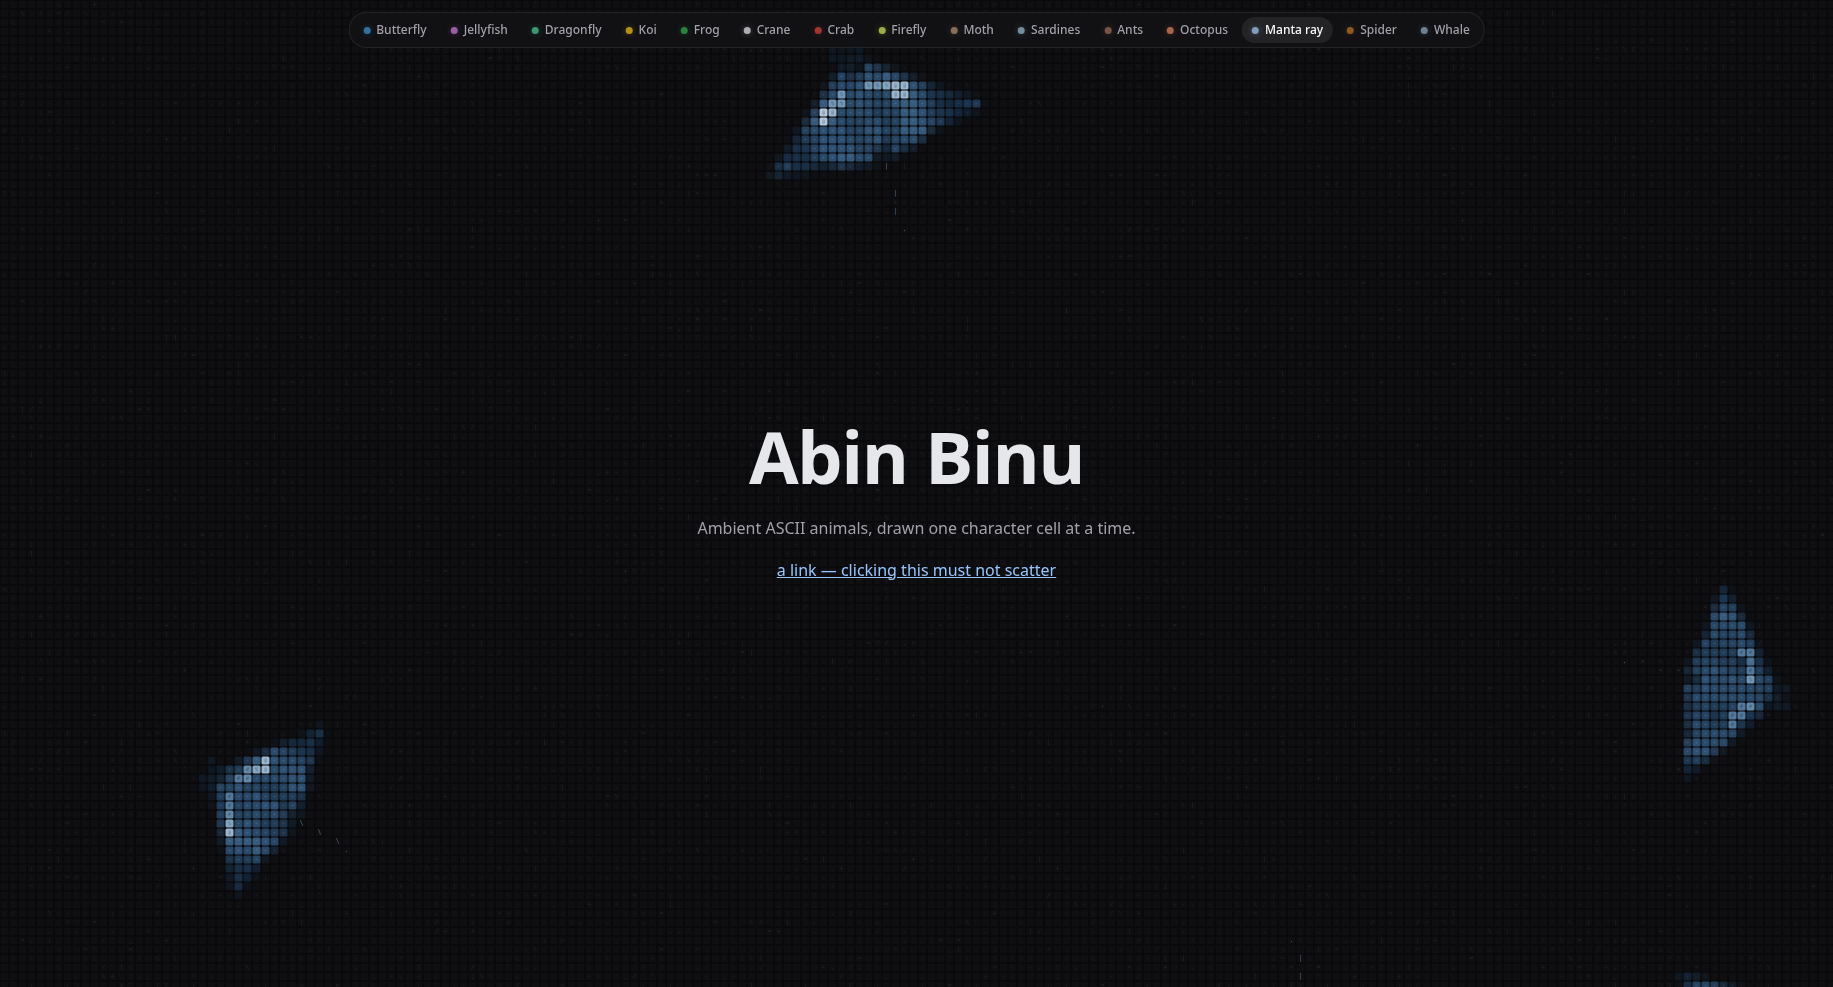 Butterfly Jellyfish Dragonfly Koi Frog Crane Crab Firefly Moth Sardines Ants Octopus Manta ray Spider Whale
Abin Binu
Ambient ASCII animals, drawn one character cell at a time.
a link — clicking this must not scatter